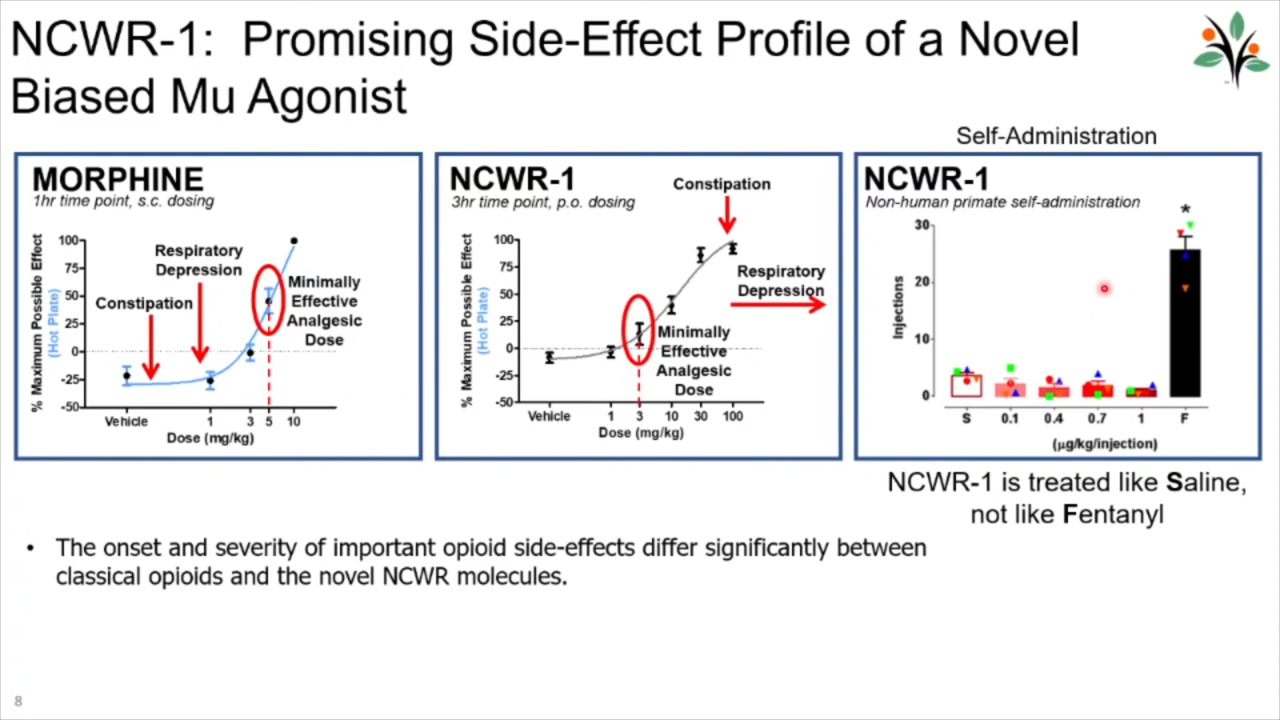 NCWR-1: Promising Side-Effect Profile of a Novel
Biased Mu Agonist
MORPHINE
1hr time point, s.c. dosing
% Maximum Possible Effect
(Hot Plate)
100
75
50
25
0
-25
-50
Constipation
Respiratory
Depression
Minimally
Effective
Analgesic
Dose
Vehicle 1 3 5 10
Dose (mg/kg)
NCWR-1
3hr time point, p.o. dosing
% Maximum Possible Effect
(Hot Plate)
100
75
50
25
0
-25
-50
Constipation
Respiratory
Depression
Minimally
Effective
Analgesic
Dose
Vehicle 1 3 10 30 100
Dose (mg/kg)
Self-Administration
NCWR-1
Non-human primate self-administration
Injections
30
20
10
0
*
S 0.1 0.4 0.7 1 F
(µg/kg/injection)
NCWR-1 is treated like Saline,
not like Fentanyl
• The onset and severity of important opioid side-effects differ significantly between
classical opioids and the novel NCWR molecules.
8